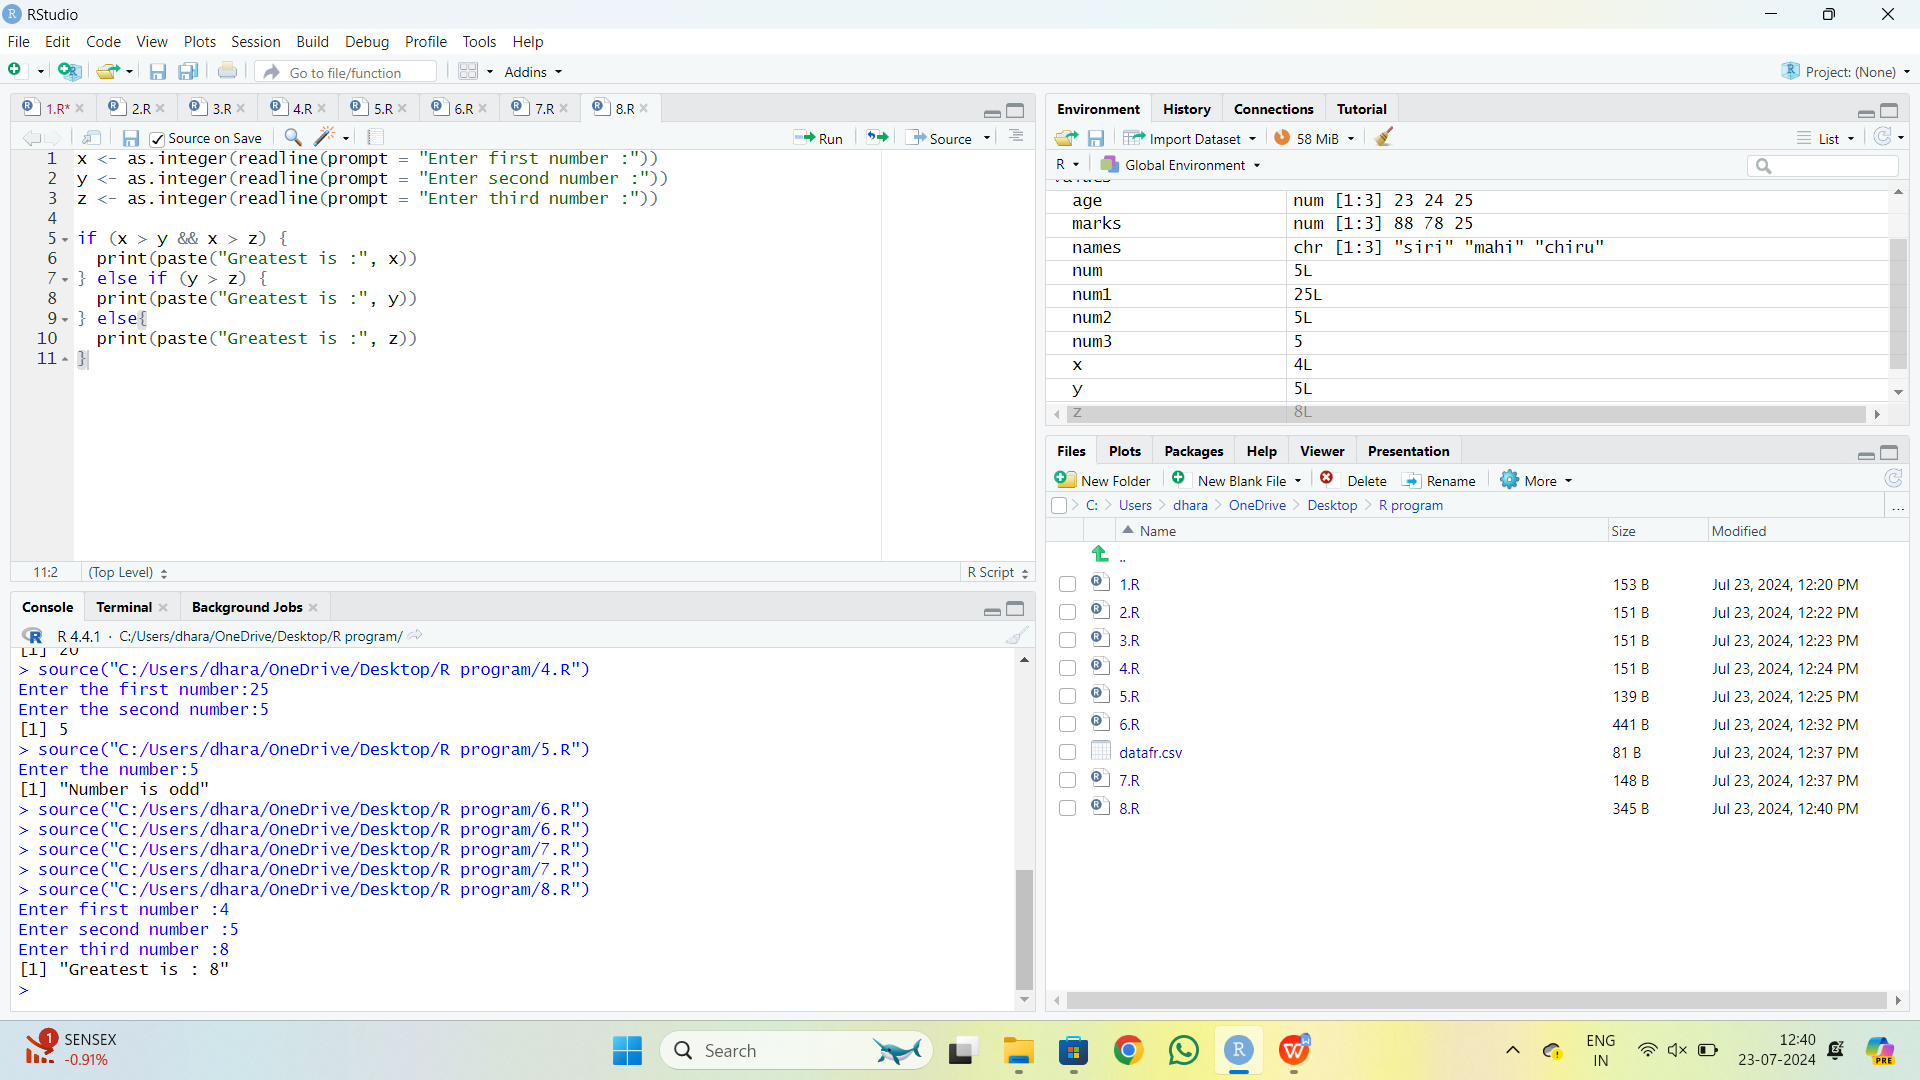 RStudio
File Edit Code View Plots Session Build Debug Profile Tools Help
Go to file/function Addins Project: (None)
1.R* 2.R 3.R 4.R 5.R 6.R 7.R 8.R
Source on Save Run Source
1 x <- as.integer(readline(prompt = "Enter first number :"))
2 y <- as.integer(readline(prompt = "Enter second number :"))
3 z <- as.integer(readline(prompt = "Enter third number :"))
4
5 if (x > y && x > z) {
6 print(paste("Greatest is :", x))
7 } else if (y > z) {
8 print(paste("Greatest is :", y))
9 } else{
10 print(paste("Greatest is :", z))
11 }
11:2 (Top Level) R Script
Console Terminal Background Jobs
R 4.4.1 · C:/Users/dhara/OneDrive/Desktop/R program/
[1] 20
> source("C:/Users/dhara/OneDrive/Desktop/R program/4.R")
Enter the first number:25
Enter the second number:5
[1] 5
> source("C:/Users/dhara/OneDrive/Desktop/R program/5.R")
Enter the number:5
[1] "Number is odd"
> source("C:/Users/dhara/OneDrive/Desktop/R program/6.R")
> source("C:/Users/dhara/OneDrive/Desktop/R program/6.R")
> source("C:/Users/dhara/OneDrive/Desktop/R program/7.R")
> source("C:/Users/dhara/OneDrive/Desktop/R program/7.R")
> source("C:/Users/dhara/OneDrive/Desktop/R program/8.R")
Enter first number :4
Enter second number :5
Enter third number :8
[1] "Greatest is : 8"
>
Environment History Connections Tutorial
Import Dataset 58 MiB List
R Global Environment
values
age num [1:3] 23 24 25
marks num [1:3] 88 78 25
names chr [1:3] "siri" "mahi" "chiru"
num 5L
num1 25L
num2 5L
num3 5
x 4L
y 5L
z 8L
Files Plots Packages Help Viewer Presentation
New Folder New Blank File Delete Rename More
C: Users dhara OneDrive Desktop R program ...
Name Size Modified
..
1.R 153 B Jul 23, 2024, 12:20 PM
2.R 151 B Jul 23, 2024, 12:22 PM
3.R 151 B Jul 23, 2024, 12:23 PM
4.R 151 B Jul 23, 2024, 12:24 PM
5.R 139 B Jul 23, 2024, 12:25 PM
6.R 441 B Jul 23, 2024, 12:32 PM
datafr.csv 81 B Jul 23, 2024, 12:37 PM
7.R 148 B Jul 23, 2024, 12:37 PM
8.R 345 B Jul 23, 2024, 12:40 PM
1 SENSEX
-0.91%
Search
ENG
IN
12:40
23-07-2024
PRE